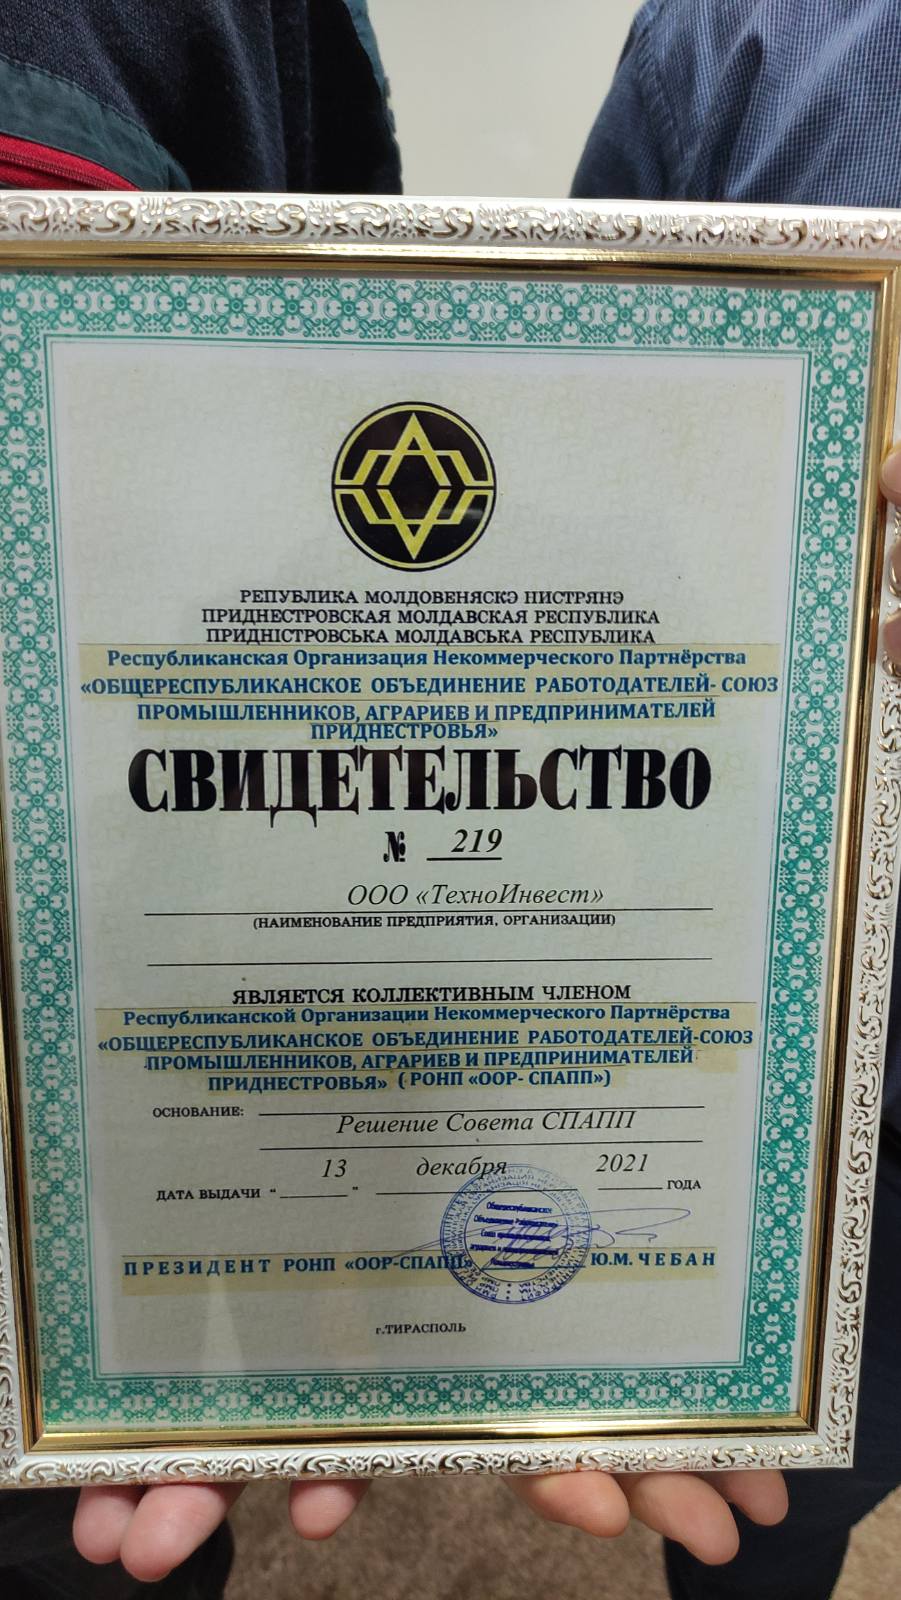 РЕПУБЛИКА МОЛДОВЕНЯСКЭ НИСТРЯНЭ
ПРИДНЕСТРОВСКАЯ МОЛДАВСКАЯ РЕСПУБЛИКА
ПРИДНІСТРОВСЬКА МОЛДАВСЬКА РЕСПУБЛИКА
Республиканская Организация Некоммерческого Партнёрства
«ОБЩЕРЕСПУБЛИКАНСКОЕ ОБЪЕДИНЕНИЕ РАБОТОДАТЕЛЕЙ- СОЮЗ
ПРОМЫШЛЕННИКОВ, АГРАРИЕВ И ПРЕДПРИНИМАТЕЛЕЙ
ПРИДНЕСТРОВЬЯ»
СВИДЕТЕЛЬСТВО
№ 219
ООО «ТехноИнвест»
(НАИМЕНОВАНИЕ ПРЕДПРИЯТИЯ, ОРГАНИЗАЦИИ)
ЯВЛЯЕТСЯ КОЛЛЕКТИВНЫМ ЧЛЕНОМ
Республиканской Организации Некоммерческого Партнёрства
«ОБЩЕРЕСПУБЛИКАНСКОЕ ОБЪЕДИНЕНИЕ РАБОТОДАТЕЛЕЙ-СОЮЗ
ПРОМЫШЛЕННИКОВ, АГРАРИЕВ И ПРЕДПРИНИМАТЕЛЕЙ
ПРИДНЕСТРОВЬЯ» ( РОНП «ООР- СПАПП»)
ОСНОВАНИЕ:
Решение Совета СПАПП
13 декабря 2021
ДАТА ВЫДАЧИ “ ” ГОДА
ПРЕЗИДЕНТ РОНП «ООР-СПАПП» Ю.М. ЧЕБАН
г.ТИРАСПОЛЬ